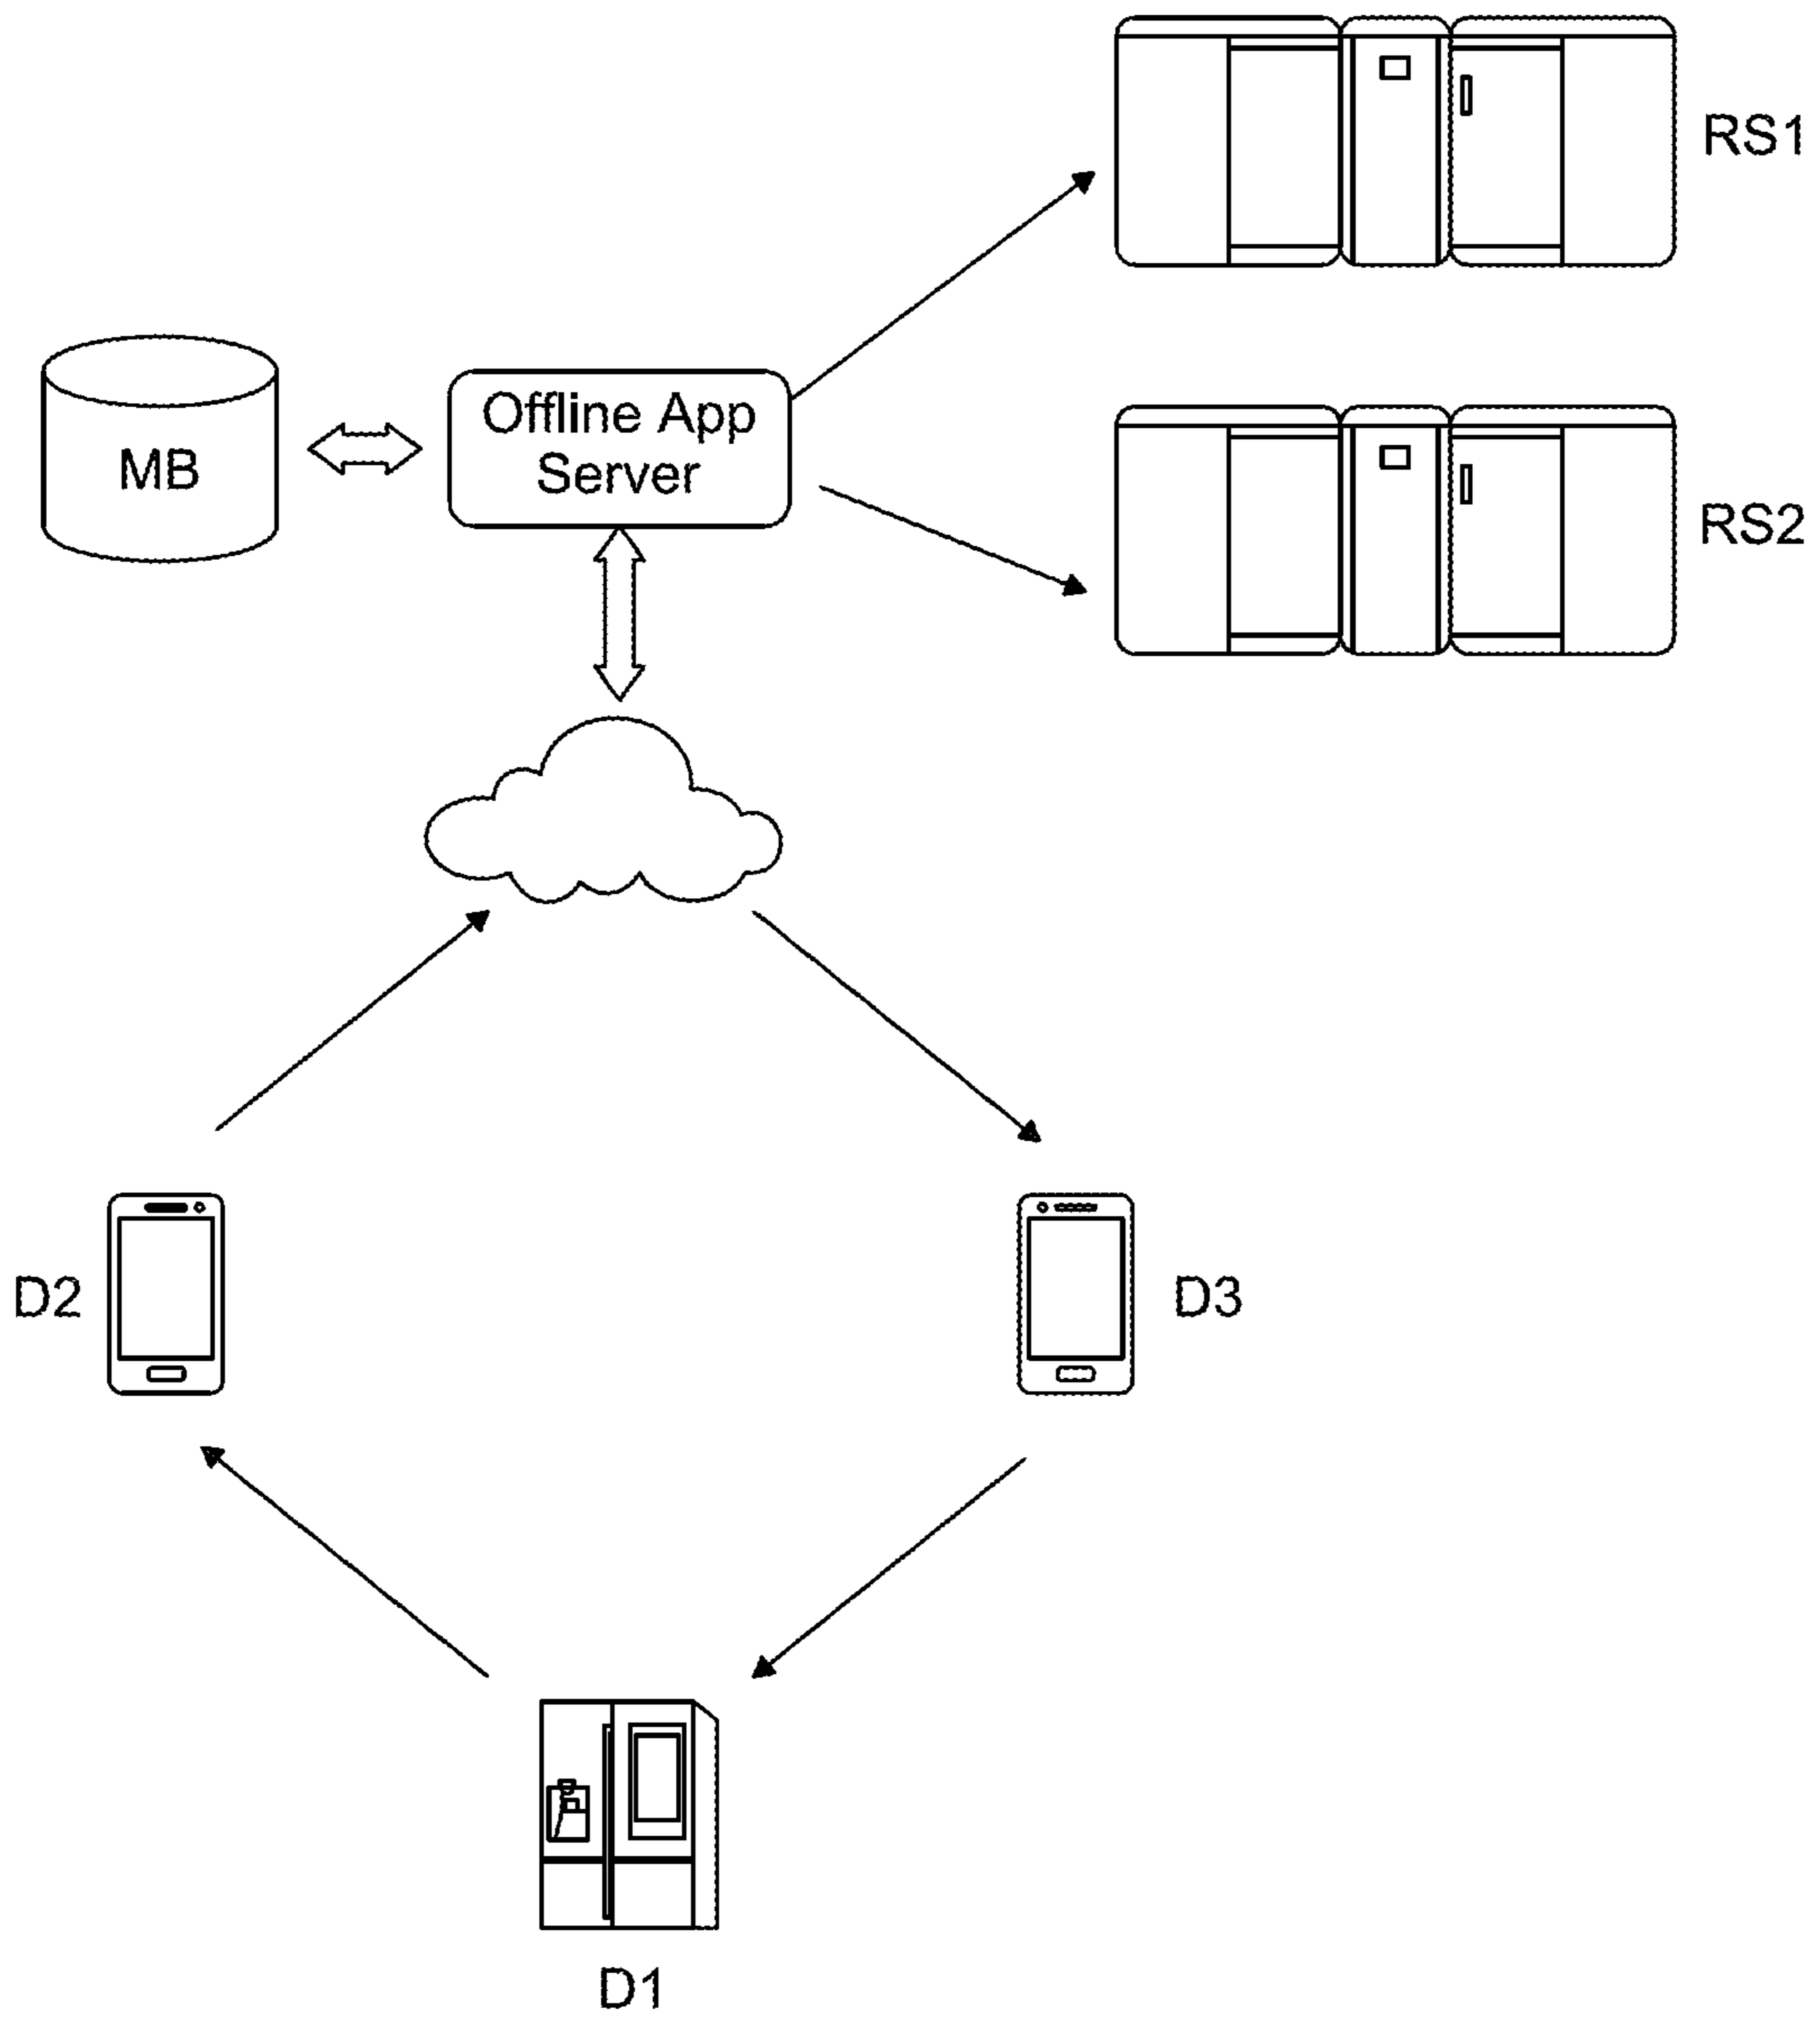 RS1
MB
Offline App
Server
RS2
D2
D3
D1